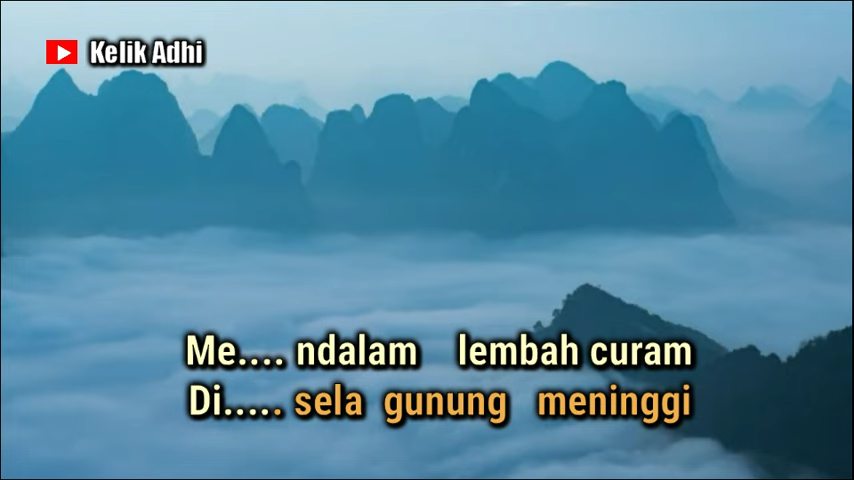 Kelik Adhi
Me.... ndalam lembah curam
Di..... sela gunung meninggi